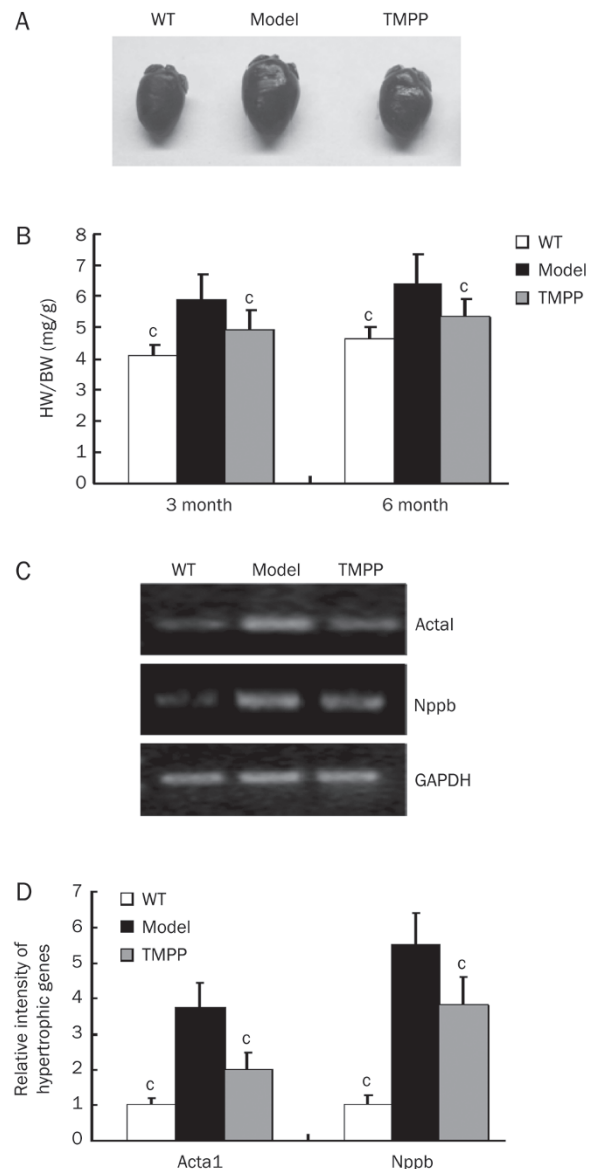 A
WT Model TMPP
B
8
7
6
5
4
3
2
1
0
HW/BW (mg/g)
c c c c
WT
Model
TMPP
3 month 6 month
C
WT Model TMPP
Actal
Nppb
GAPDH
D
7
6
5
4
3
2
1
0
Relative intensity of
hypertrophic genes
WT
Model
TMPP
c c c c
Acta1 Nppb